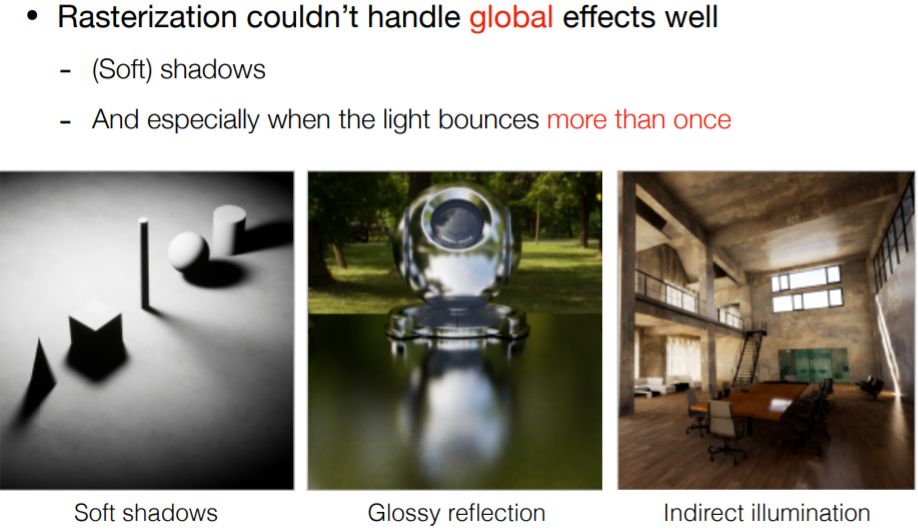 • Rasterization couldn’t handle global effects well
- (Soft) shadows
- And especially when the light bounces more than once
Soft shadows
Glossy reflection
Indirect illumination